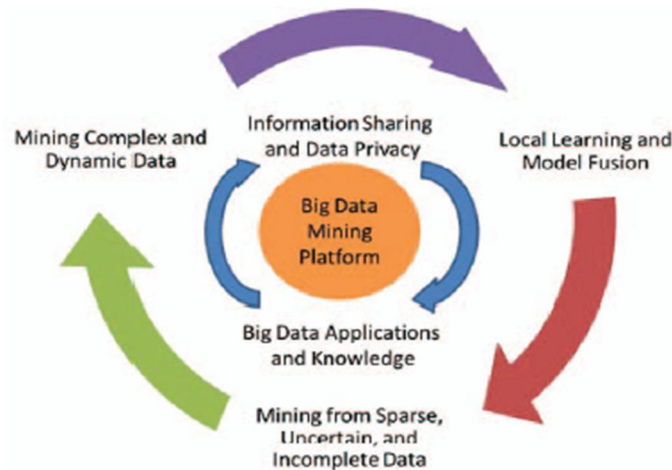 Mining Complex and
Dynamic Data
Information Sharing
and Data Privacy
Local Learning and
Model Fusion
Big Data
Mining
Platform
Big Data Applications
and Knowledge
Mining from Sparse,
Uncertain, and
Incomplete Data